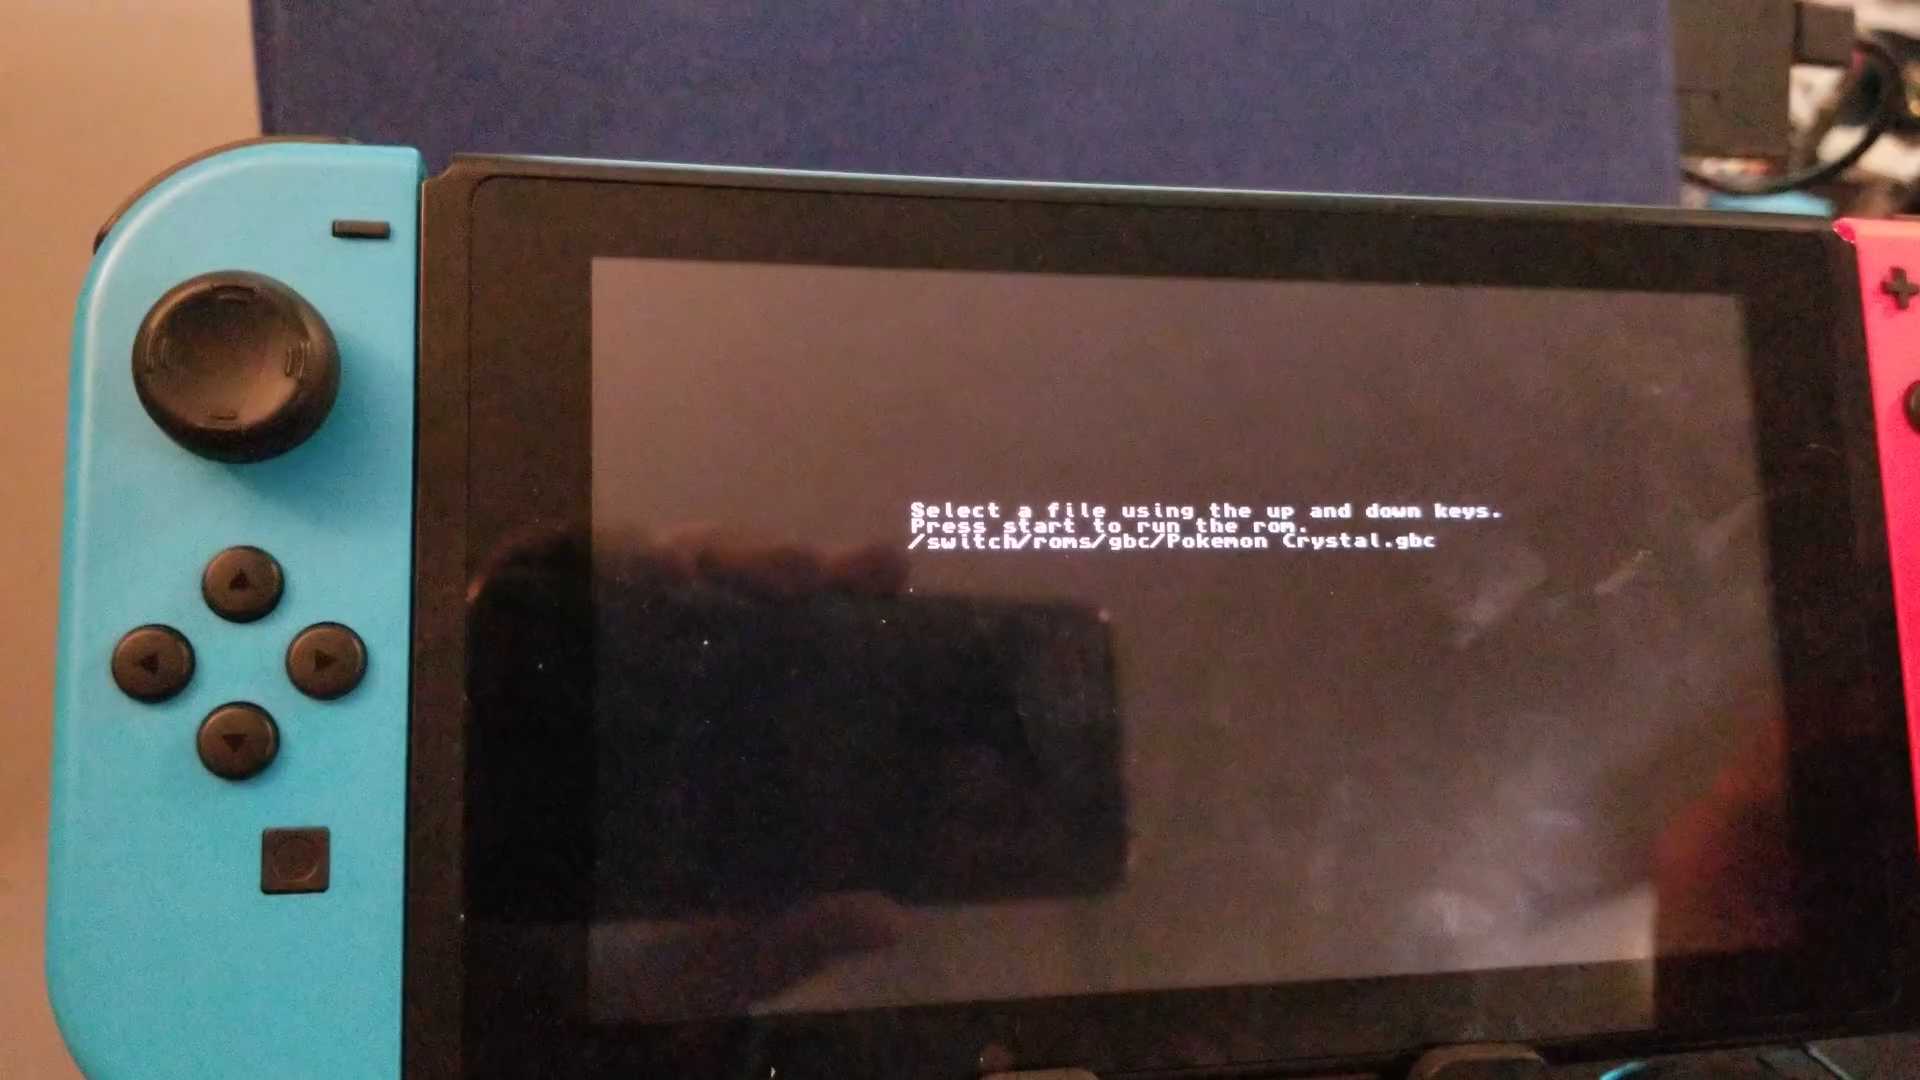 Select a file using the up and down keys.
Press start to run the rom.
/switch/roms/gbc/Pokemon Crystal.gbc